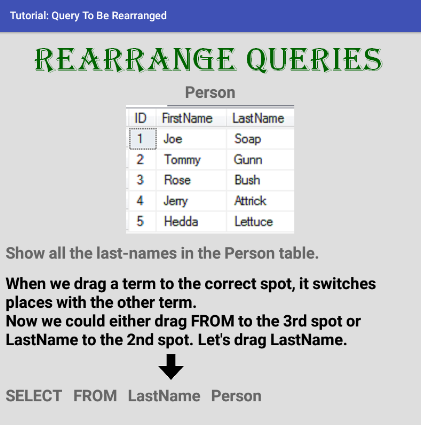 Tutorial: Query To Be Rearranged
REARRANGE QUERIES
Person
ID FirstName LastName
1 Joe Soap
2 Tommy Gunn
3 Rose Bush
4 Jerry Attrick
5 Hedda Lettuce
Show all the last-names in the Person table.
When we drag a term to the correct spot, it switches
places with the other term.
Now we could either drag FROM to the 3rd spot or
LastName to the 2nd spot. Let's drag LastName.
SELECT FROM LastName Person